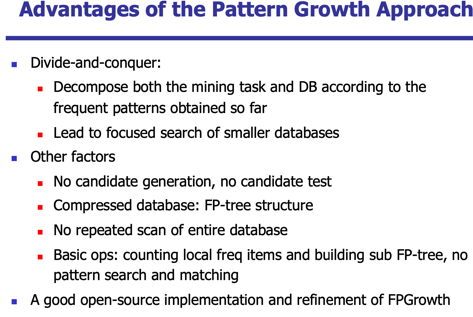 Advantages of the Pattern Growth Approach
Divide-and-conquer:
Decompose both the mining task and DB according to the
frequent patterns obtained so far
Lead to focused search of smaller databases
Other factors
No candidate generation, no candidate test
Compressed database: FP-tree structure
No repeated scan of entire database
Basic ops: counting local freq items and building sub FP-tree, no
pattern search and matching
A good open-source implementation and refinement of FPGrowth